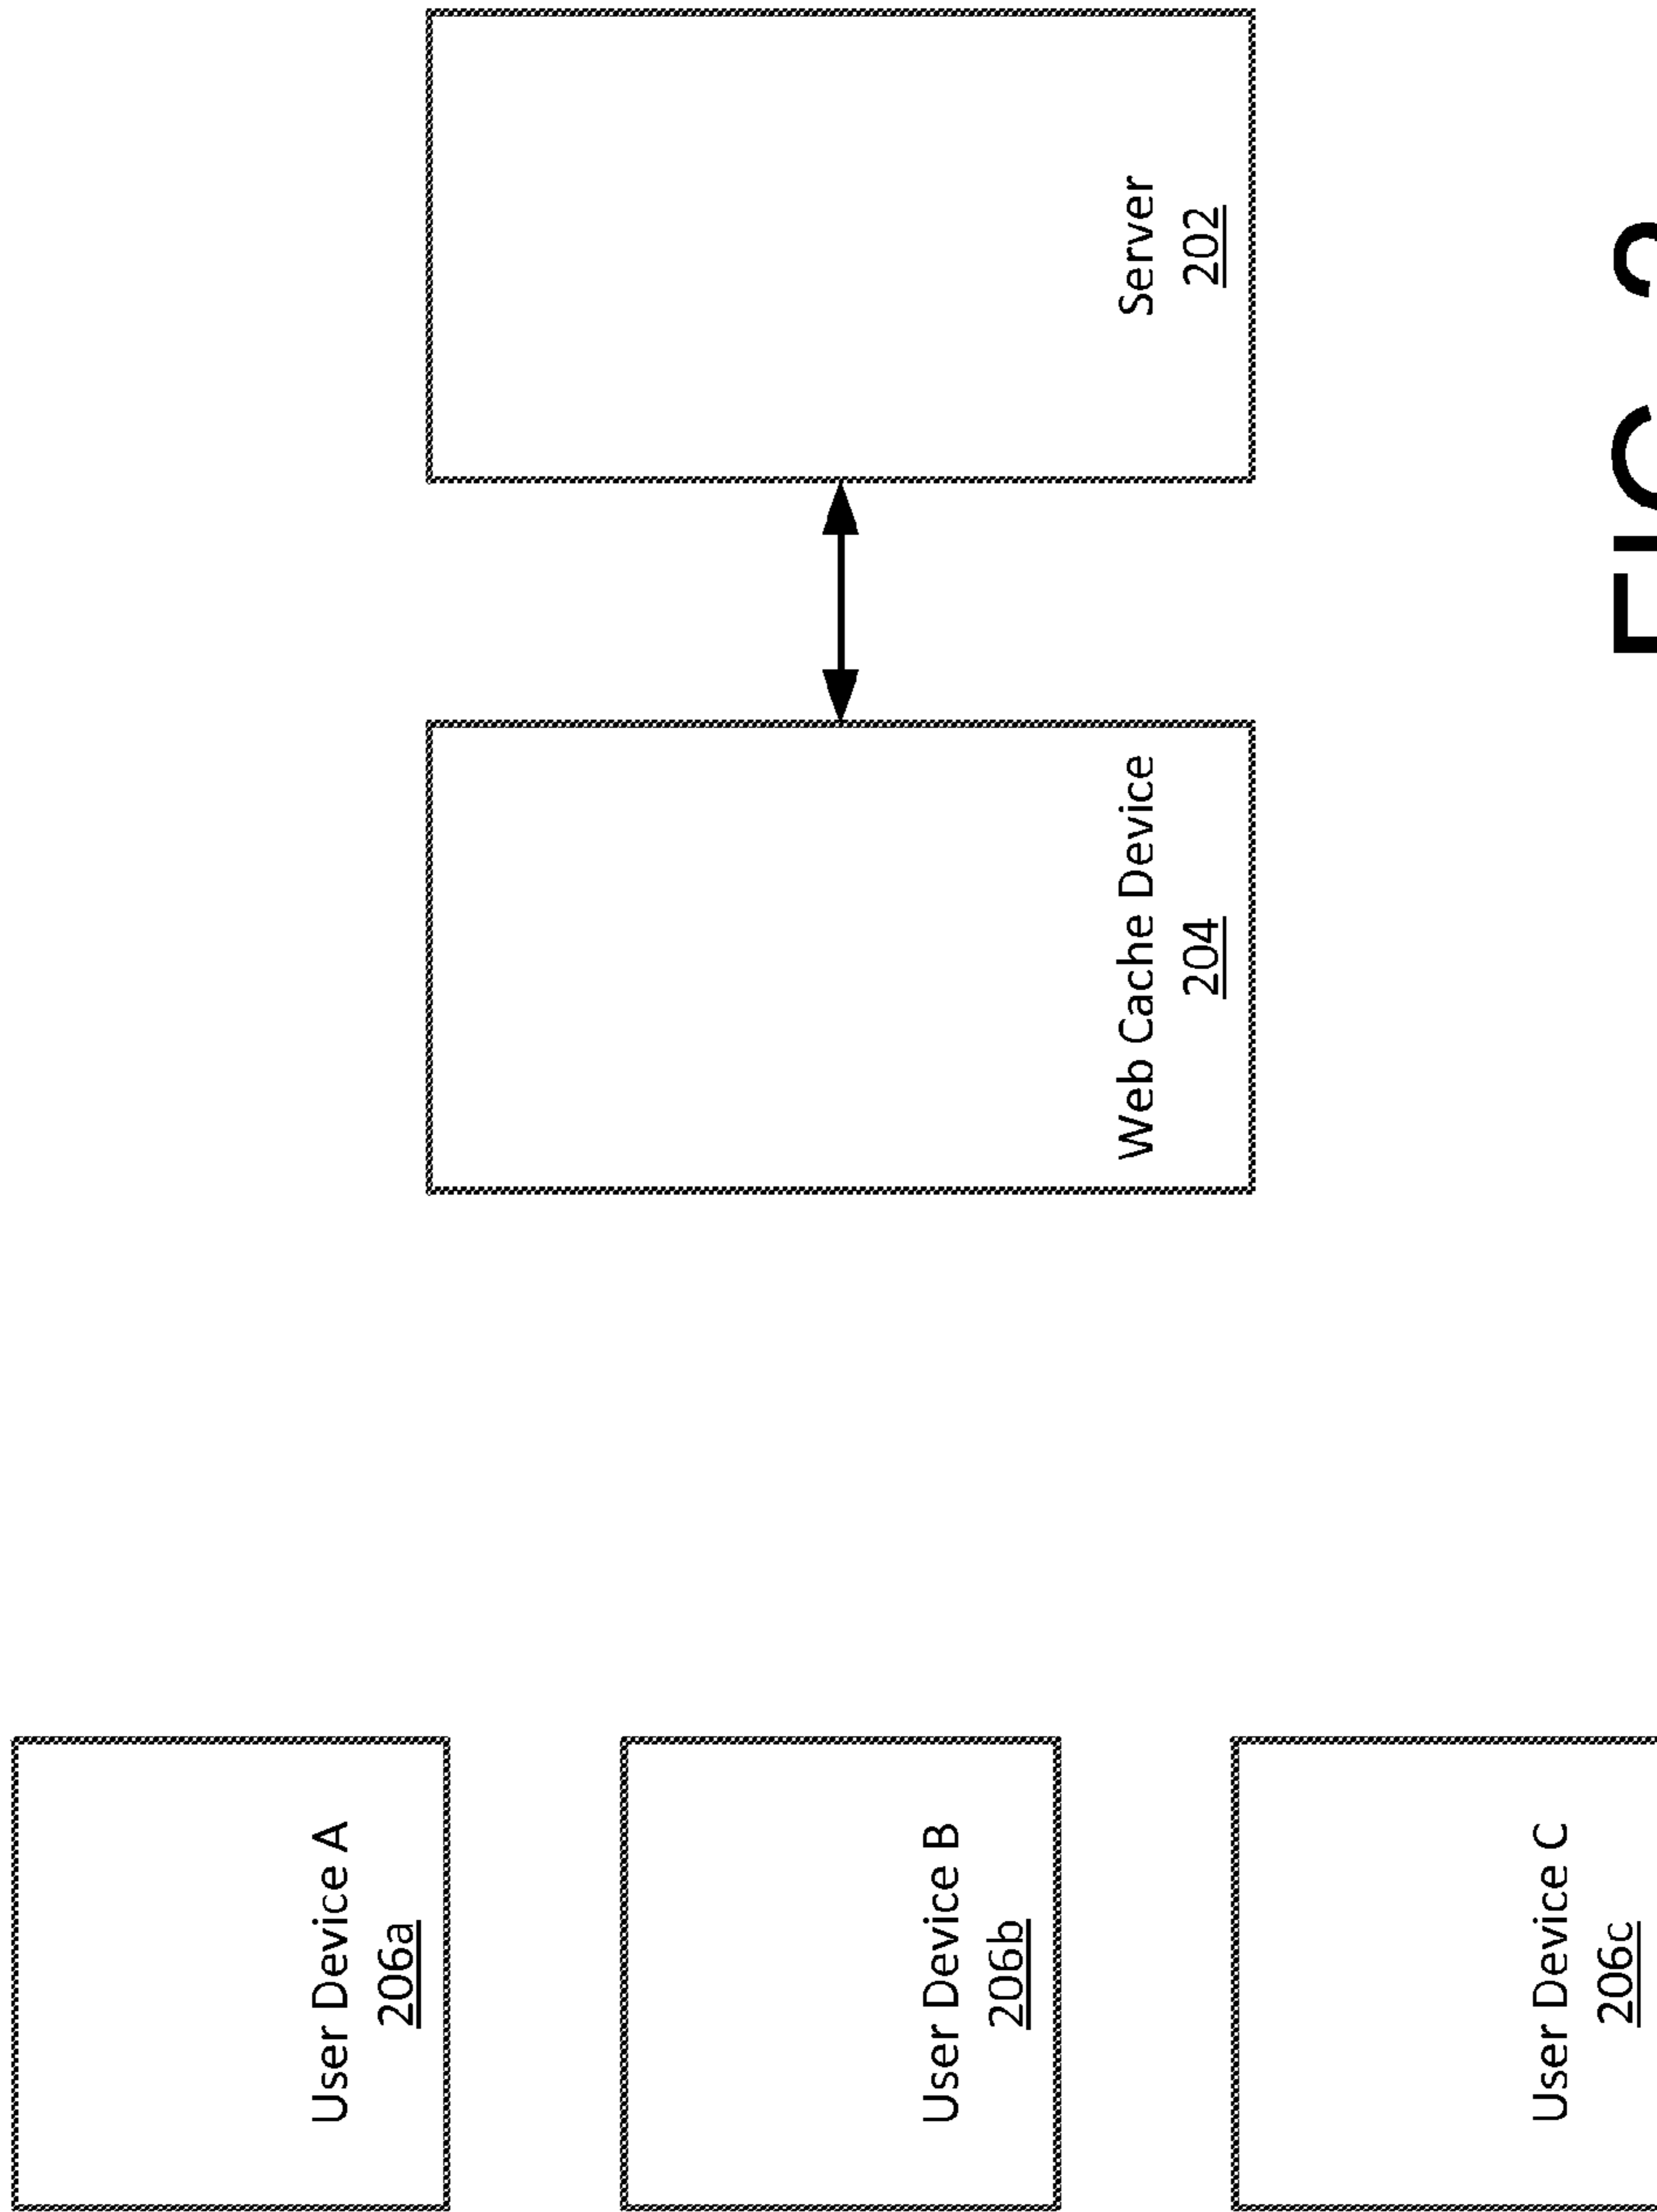 User Device A
206a
User Device B
206b
User Device C
206c
Web Cache Device
204
Server
202